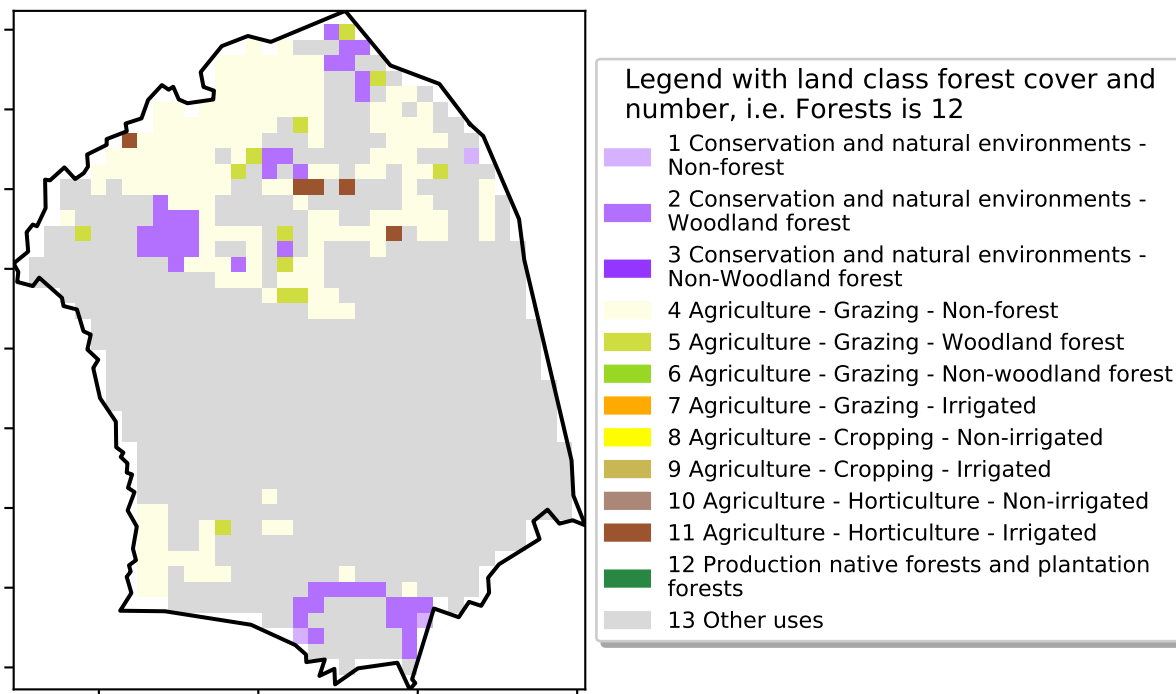 Legend with land class forest cover and
number, i.e. Forests is 12
1 Conservation and natural environments -
Non-forest
2 Conservation and natural environments -
Woodland forest
3 Conservation and natural environments -
Non-Woodland forest
4 Agriculture - Grazing - Non-forest
5 Agriculture - Grazing - Woodland forest
6 Agriculture - Grazing - Non-woodland forest
7 Agriculture - Grazing - Irrigated
8 Agriculture - Cropping - Non-irrigated
9 Agriculture - Cropping - Irrigated
10 Agriculture - Horticulture - Non-irrigated
11 Agriculture - Horticulture - Irrigated
12 Production native forests and plantation
forests
13 Other uses